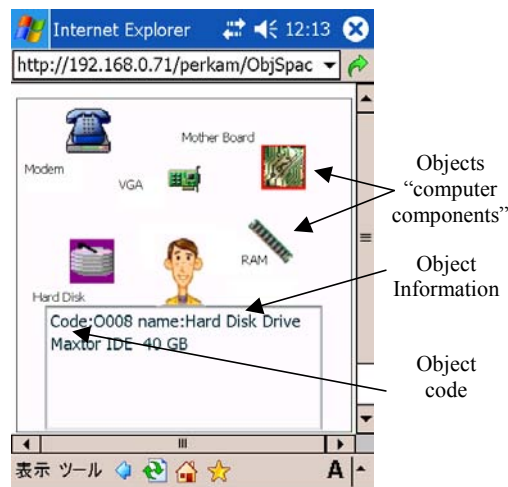 Internet Explorer 12:13
http://192.168.0.71/perkam/ObjSpac
Mother Board
Modem
VGA
RAM
Hard Disk
Code:O008 name:Hard Disk Drive
Maxtor IDE 40 GB
表示 ツール A
Objects
“computer
components”
Object
Information
Object
code